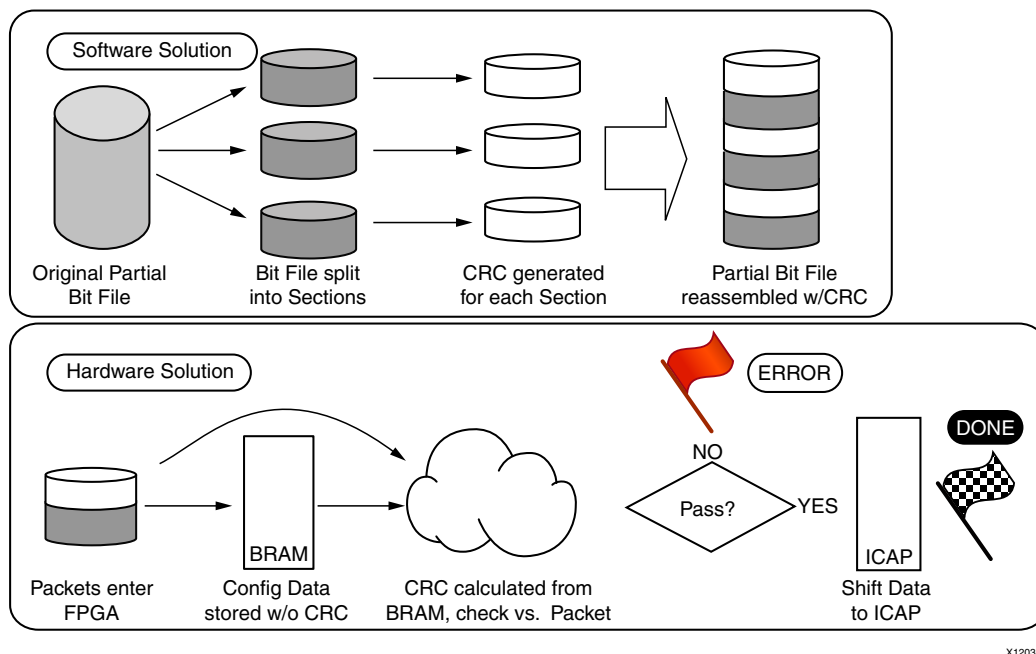 Software Solution
Original Partial
Bit File
Bit File split
into Sections
CRC generated
for each Section
Partial Bit File
reassembled w/CRC
Hardware Solution
ERROR
DONE
NO
Pass?
YES
BRAM
ICAP
Packets enter
FPGA
Config Data
stored w/o CRC
CRC calculated from
BRAM, check vs. Packet
Shift Data
to ICAP